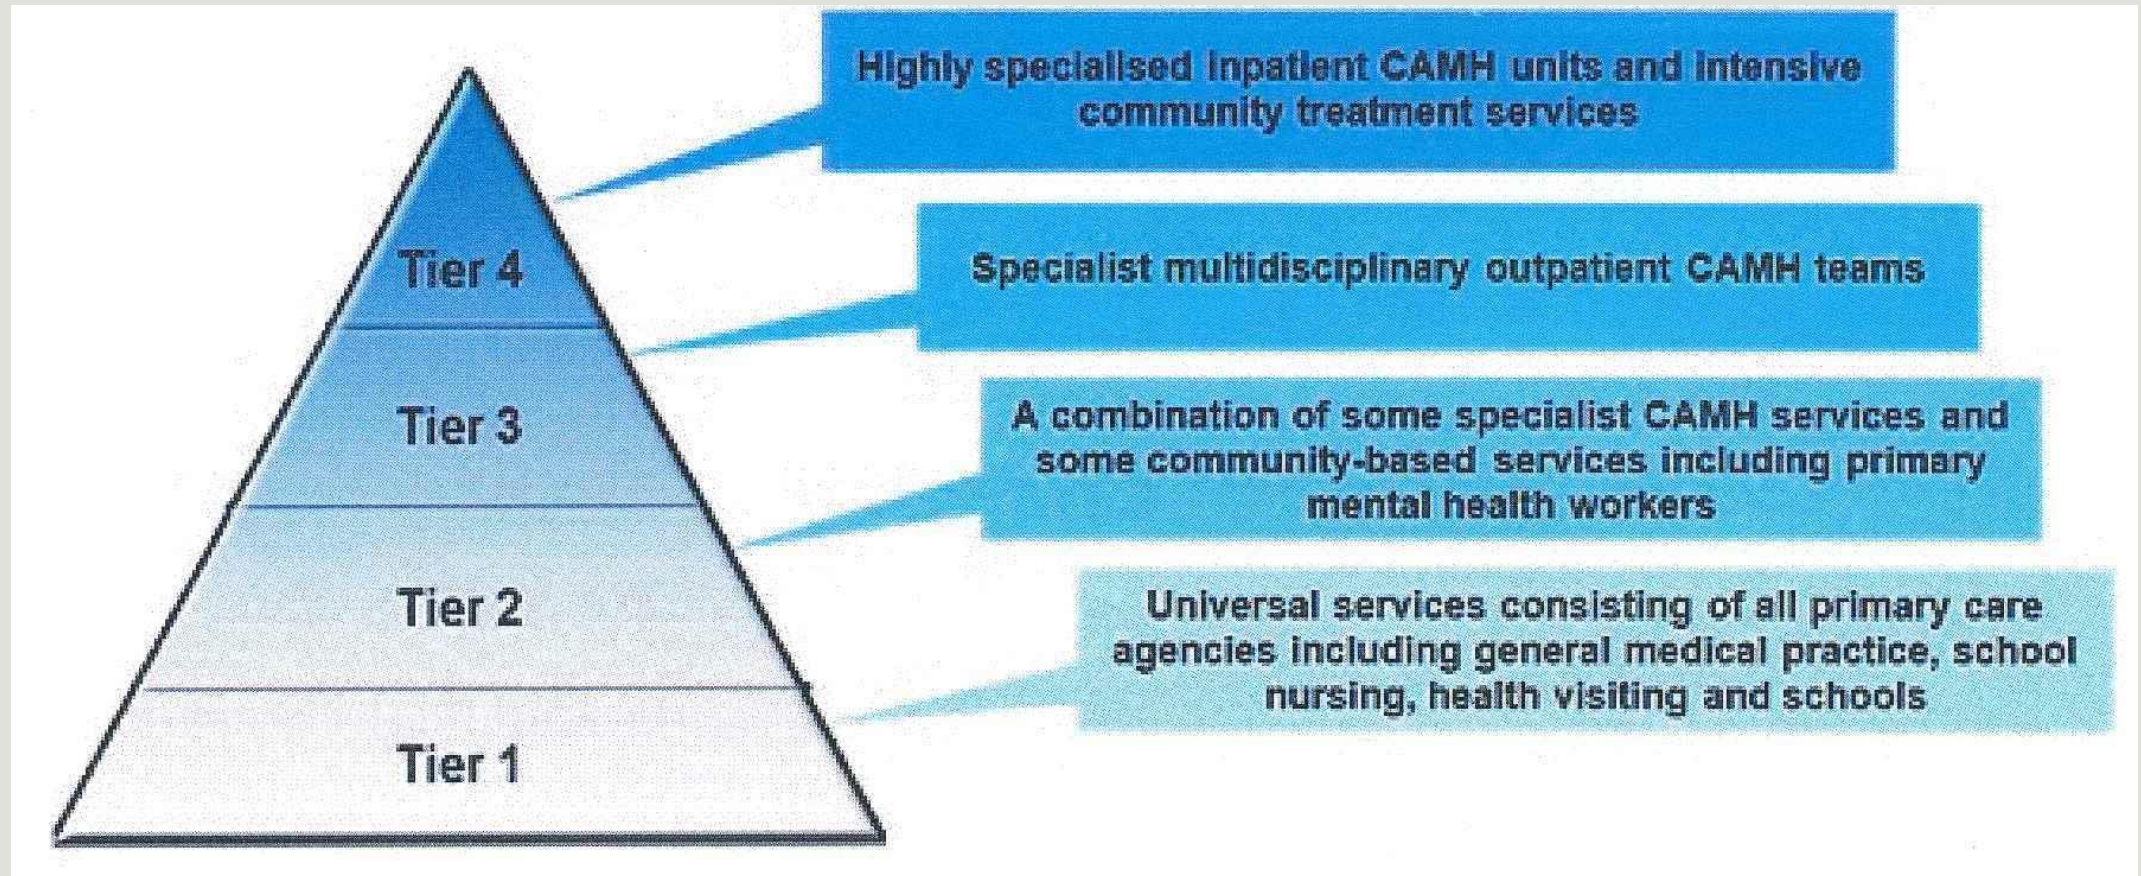 Highly specialised inpatient CAMH units and intensive
community treatment services
Tier 4
Specialist multidisciplinary outpatient CAMH teams
Tier 3
A combination of some specialist CAMH services and
some community-based services including primary
mental health workers
Tier 2
Universal services consisting of all primary care
agencies including general medical practice, school
nursing, health visiting and schools
Tier 1